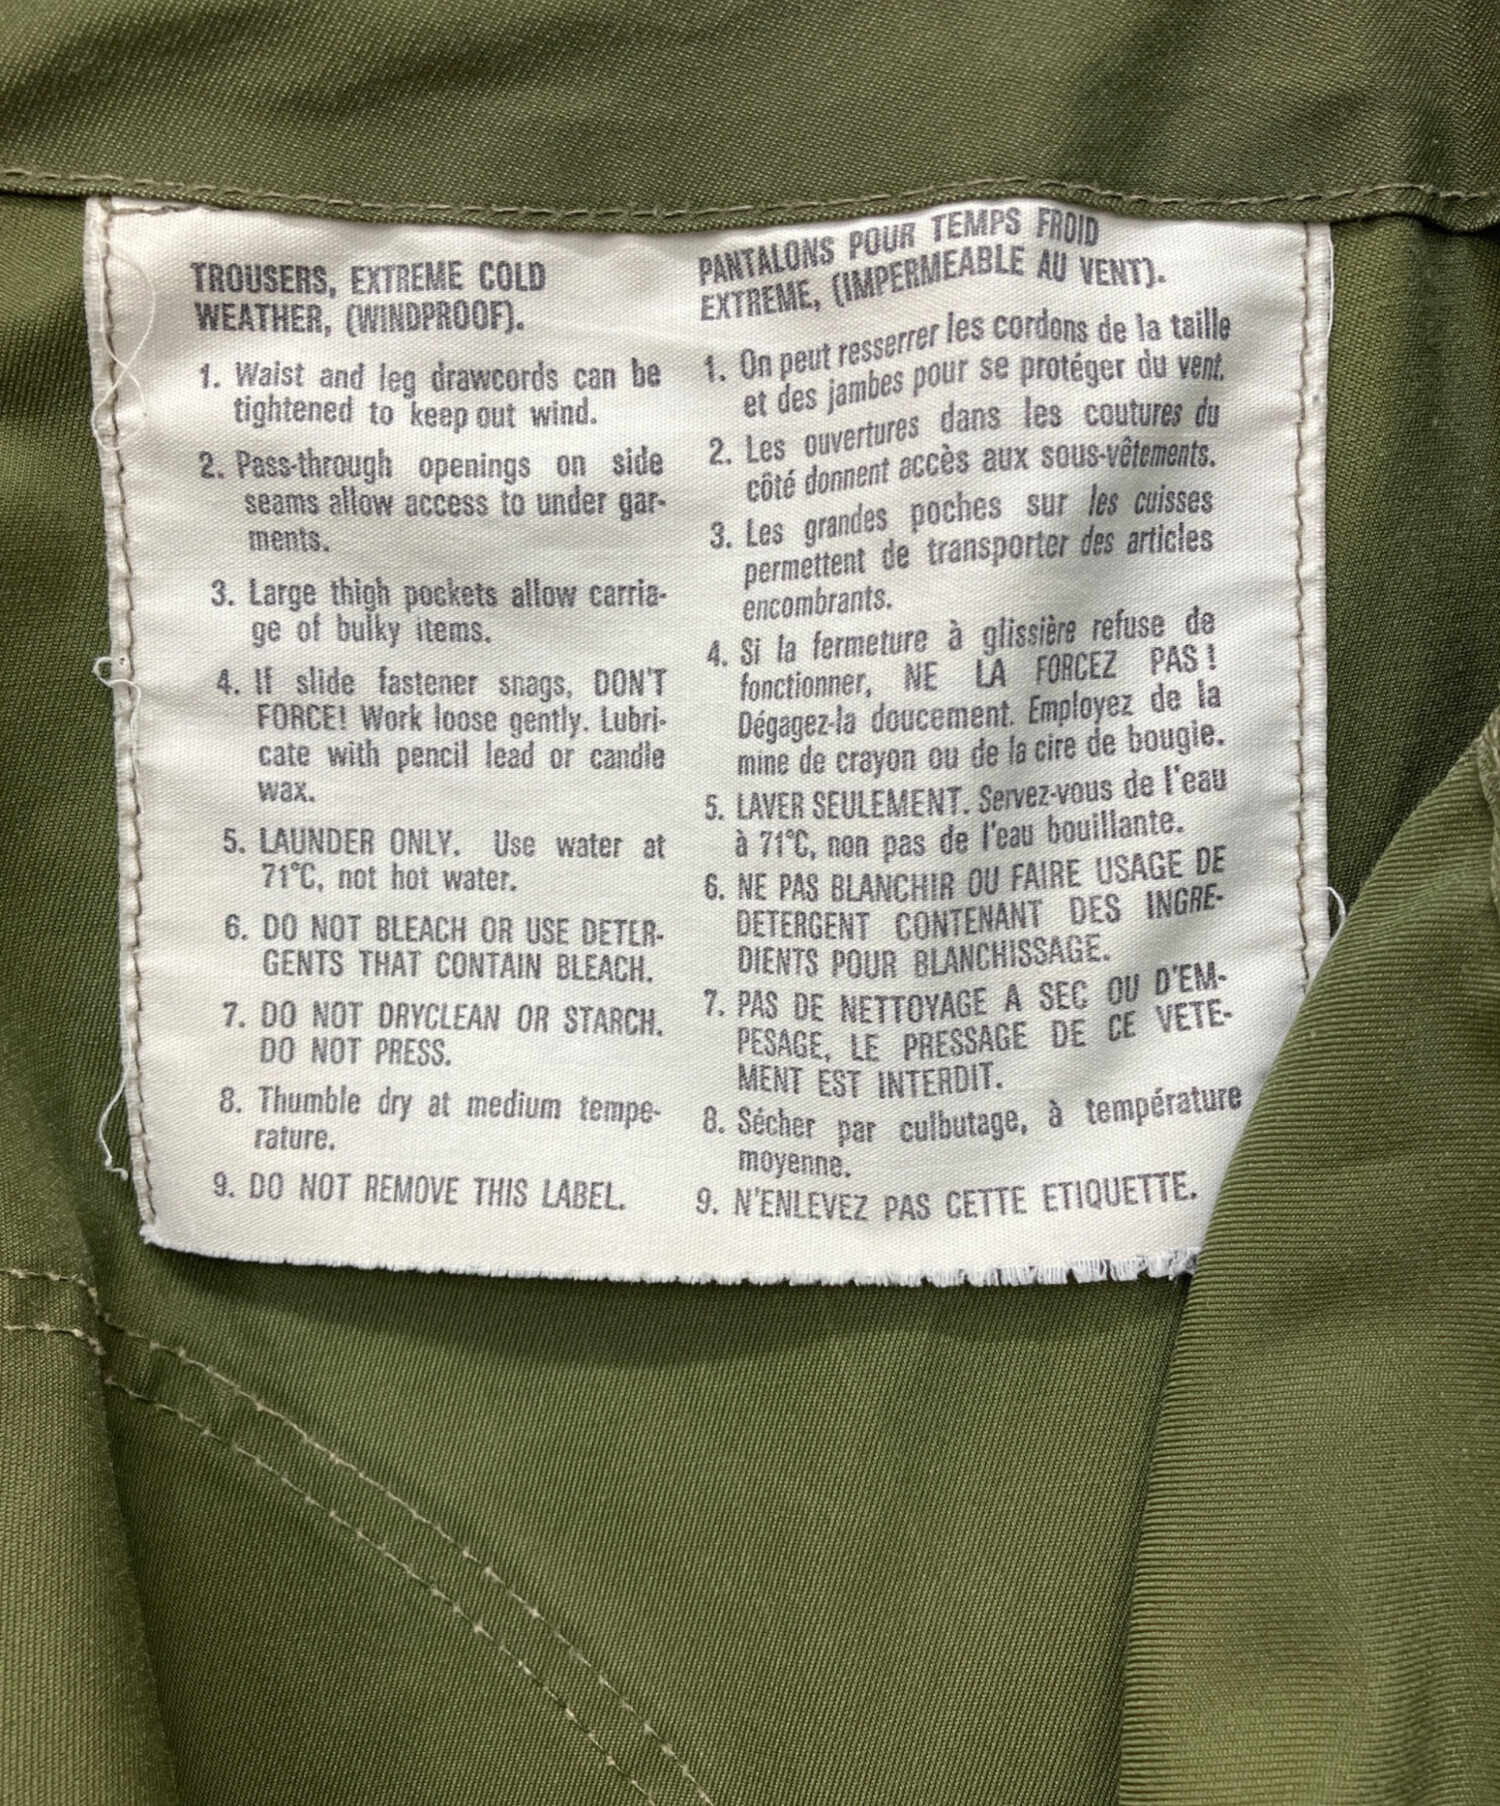 TROUSERS, EXTREME COLD
WEATHER, (WINDPROOF).
1. Waist and leg drawcords can be
tightened to keep out wind.
2. Pass-through openings on side
seams allow access to under gar-
ments.
3. Large thigh pockets allow carria-
ge of bulky items.
4. If slide fastener snags, DON'T
FORCE! Work loose gently. Lubri-
cate with pencil lead or candle
wax.
5. LAUNDER ONLY. Use water at
71°C, not hot water.
6. DO NOT BLEACH OR USE DETER-
GENTS THAT CONTAIN BLEACH.
7. DO NOT DRYCLEAN OR STARCH.
DO NOT PRESS.
8. Thumble dry at medium tempe-
rature.
9. DO NOT REMOVE THIS LABEL.
PANTALONS POUR TEMPS FROID
EXTREME, (IMPERMEABLE AU VENT).
1. On peut resserrer les cordons de la taille
et des jambes pour se protéger du vent.
2. Les ouvertures dans les coutures du
côté donnent accès aux sous-vêtements.
3. Les grandes poches sur les cuisses
permettent de transporter des articles
encombrants.
4. Si la fermeture à glissière refuse de
fonctionner, NE LA FORCEZ PAS!
Dégagez-la doucement. Employez de la
mine de crayon ou de la cire de bougie.
5. LAVER SEULEMENT. Servez-vous de l'eau
à 71°C, non pas de l'eau bouillante.
6. NE PAS BLANCHIR OU FAIRE USAGE DE
DETERGENT CONTENANT DES INGRE-
DIENTS POUR BLANCHISSAGE.
7. PAS DE NETTOYAGE A SEC OU D'EM-
PESAGE, LE PRESSAGE DE CE VETE-
MENT EST INTERDIT.
8. Sécher par culbutage, à température
moyenne.
9. N'ENLEVEZ PAS CETTE ETIQUETTE.